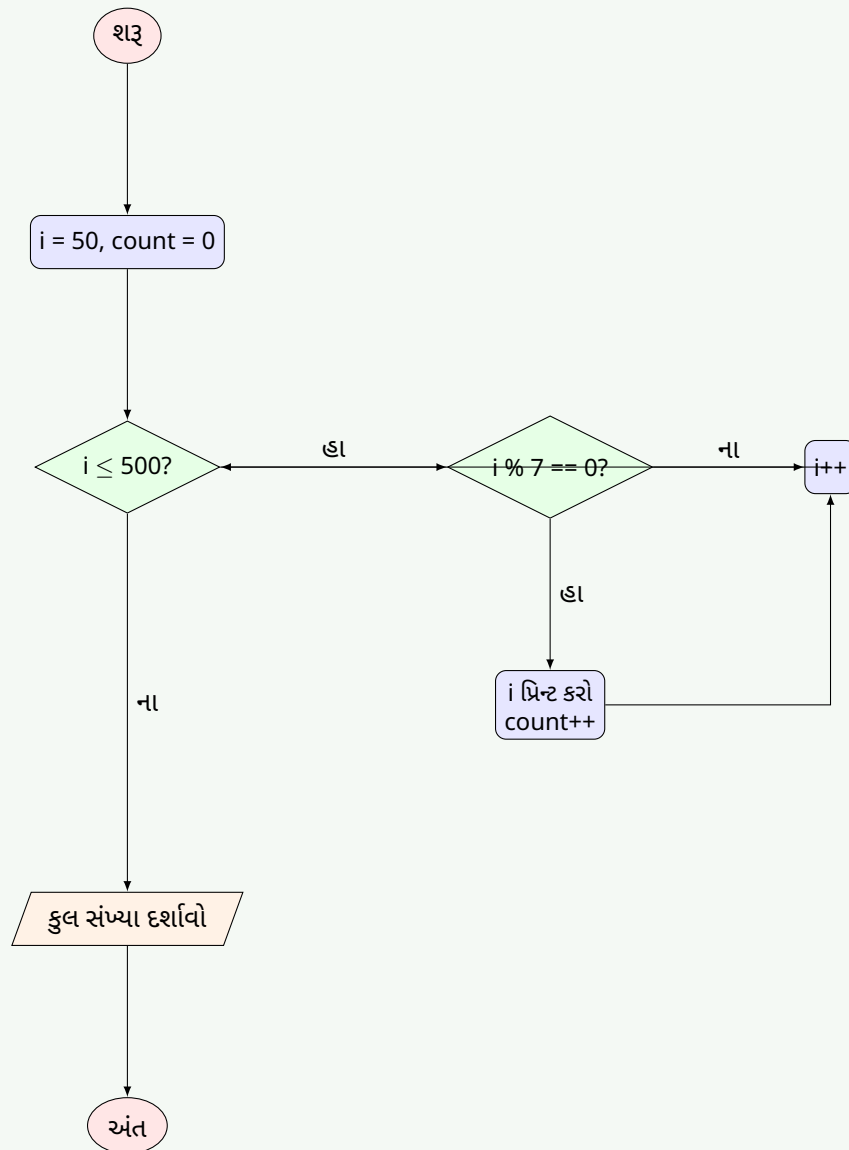 શરૂ
i = 50, count = 0
i ≤ 500?
હા
i % 7 == 0?
ના
i++
હા
i પ્રિન્ટ કરો
count++
ના
કુલ સંખ્યા દર્શાવો
અંત